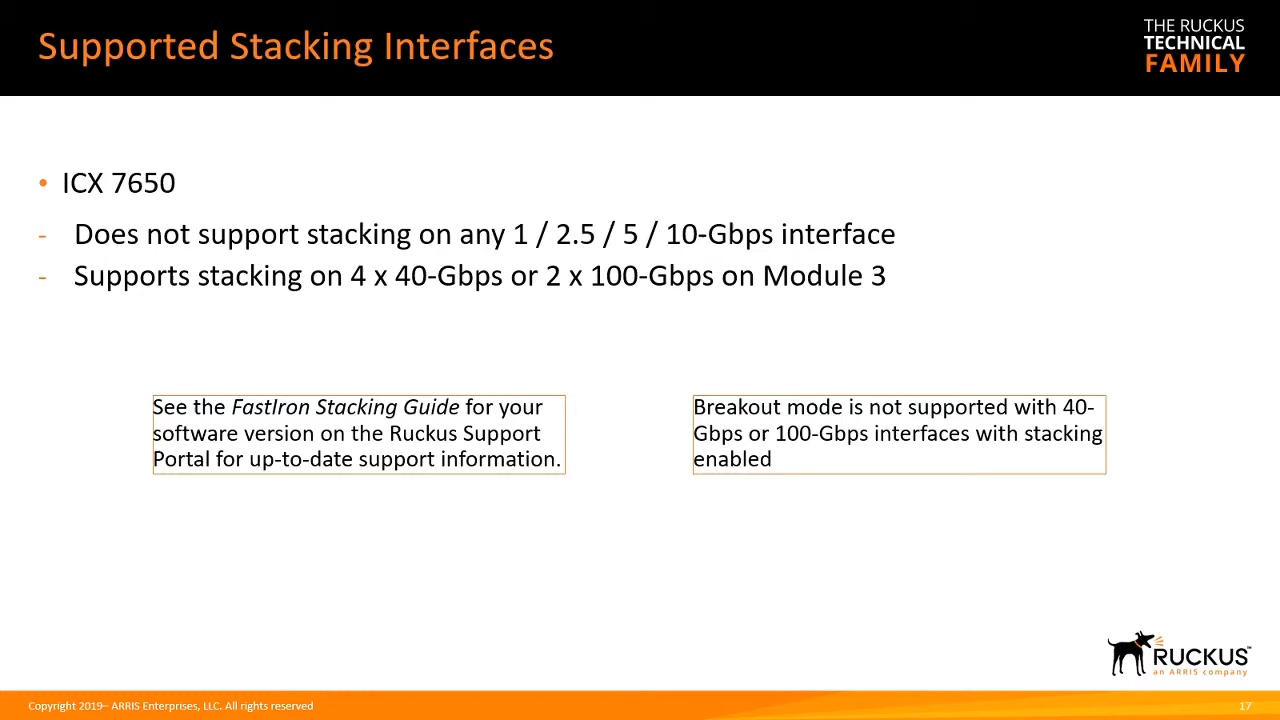 Supported Stacking Interfaces
THE RUCKUS
TECHNICAL
FAMILY
• ICX 7650
- Does not support stacking on any 1 / 2.5 / 5 / 10-Gbps interface
- Supports stacking on 4 x 40-Gbps or 2 x 100-Gbps on Module 3
See the FastIron Stacking Guide for your
software version on the Ruckus Support
Portal for up-to-date support information.
Breakout mode is not supported with 40-
Gbps or 100-Gbps interfaces with stacking
enabled
RUCKUS™
an ARRIS company
Copyright 2019– ARRIS Enterprises, LLC. All rights reserved
17